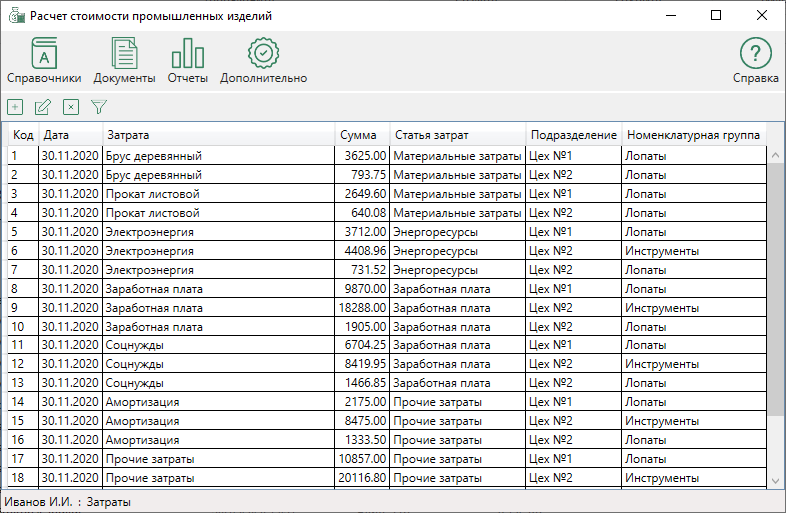 Расчет стоимости промышленных изделий
Справочники Документы Отчеты Дополнительно Справка
Код Дата Затрата Сумма Статья затрат Подразделение Номенклатурная группа
1 30.11.2020 Брус деревянный 3625.00 Материальные затраты Цех №1 Лопаты
2 30.11.2020 Брус деревянный 793.75 Материальные затраты Цех №2 Лопаты
3 30.11.2020 Прокат листовой 2649.60 Материальные затраты Цех №1 Лопаты
4 30.11.2020 Прокат листовой 640.08 Материальные затраты Цех №2 Лопаты
5 30.11.2020 Электроэнергия 3712.00 Энергоресурсы Цех №1 Лопаты
6 30.11.2020 Электроэнергия 4408.96 Энергоресурсы Цех №2 Инструменты
7 30.11.2020 Электроэнергия 731.52 Энергоресурсы Цех №2 Лопаты
8 30.11.2020 Заработная плата 9870.00 Заработная плата Цех №1 Лопаты
9 30.11.2020 Заработная плата 18288.00 Заработная плата Цех №2 Инструменты
10 30.11.2020 Заработная плата 1905.00 Заработная плата Цех №2 Лопаты
11 30.11.2020 Соцнужды 6704.25 Заработная плата Цех №1 Лопаты
12 30.11.2020 Соцнужды 8419.95 Заработная плата Цех №2 Инструменты
13 30.11.2020 Соцнужды 1466.85 Заработная плата Цех №2 Лопаты
14 30.11.2020 Амортизация 2175.00 Прочие затраты Цех №1 Лопаты
15 30.11.2020 Амортизация 8475.00 Прочие затраты Цех №2 Инструменты
16 30.11.2020 Амортизация 1333.50 Прочие затраты Цех №2 Лопаты
17 30.11.2020 Прочие затраты 10857.00 Прочие затраты Цех №1 Лопаты
18 30.11.2020 Прочие затраты 20116.80 Прочие затраты Цех №2 Инструменты
Иванов И.И. : Затраты